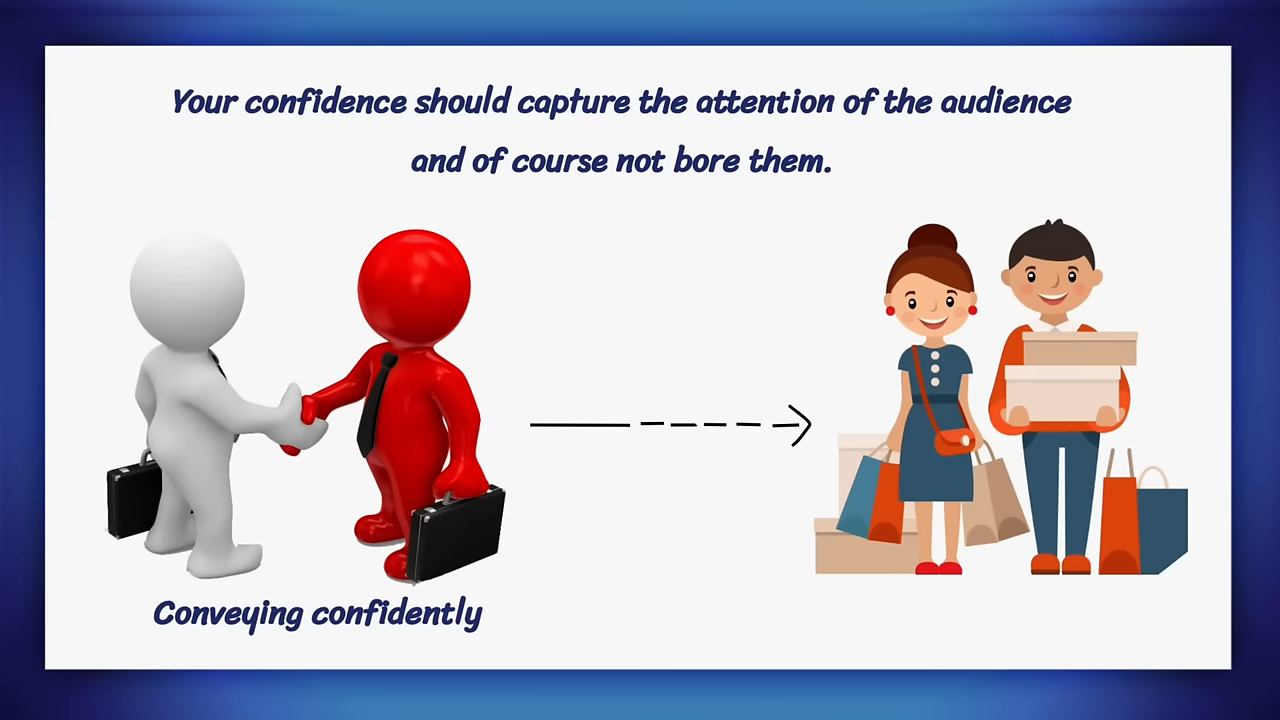 Your confidence should capture the attention of the audience
and of course not bore them.
Conveying confidently